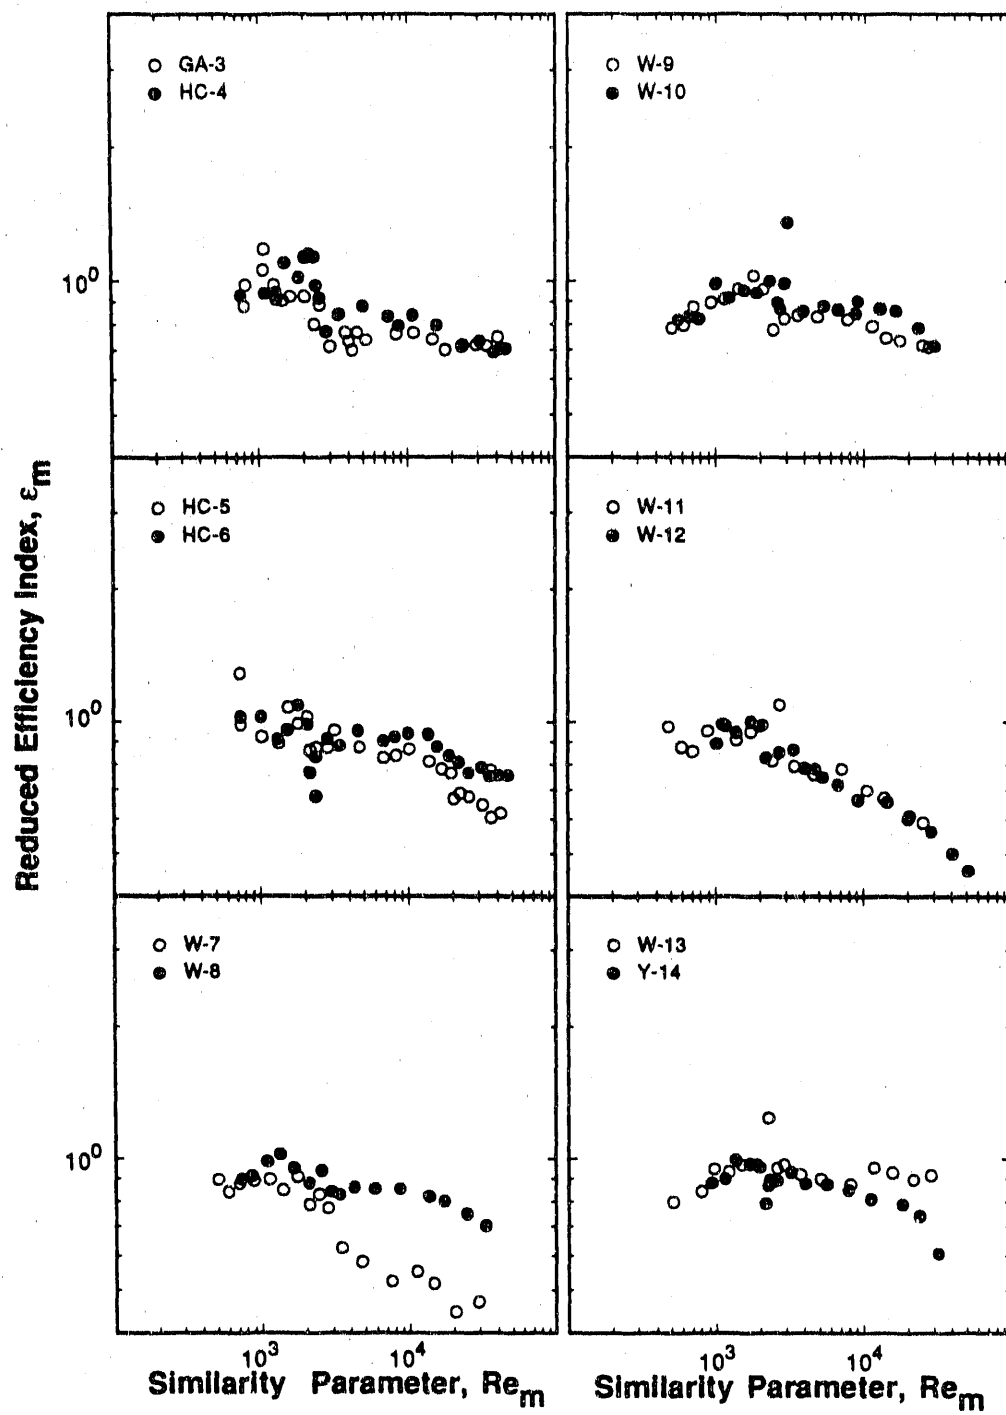 GA-3
HC-4
W-9
W-10
10⁰
HC-5
HC-6
W-11
W-12
10⁰
W-7
W-8
W-13
Y-14
10⁰
Reduced Efficiency Index, εm
10³ 10⁴
10³ 10⁴
Similarity Parameter, Rem
Similarity Parameter, Rem